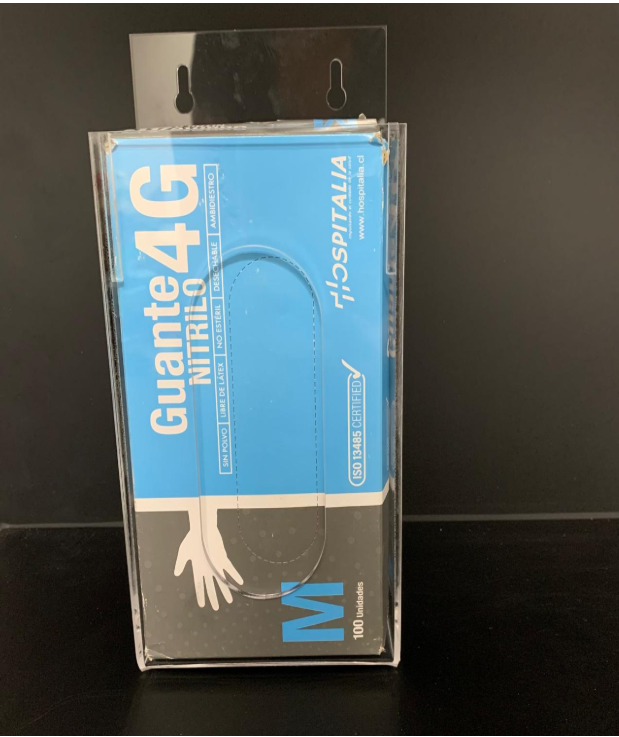 Guante 4G
NITRILO
SIN POLVO | LIBRE DE LÁTEX | NO ESTÉRIL | DESECHABLE | AMBIDIESTRO
HOSPITALIA
www.hospitalia.cl
ISO 13485 CERTIFIED
M
100 Unidades